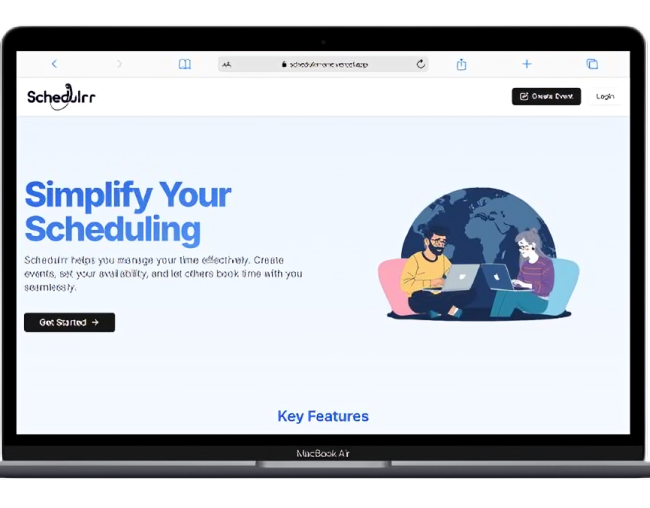 schedulrr-one.vercel.app
Schedulrr
Create Event
Login
Simplify Your
Scheduling
Schedulrr helps you manage your time effectively. Create
events, set your availability, and let others book time with you
seamlessly.
Get Started →
Key Features
MacBook Air